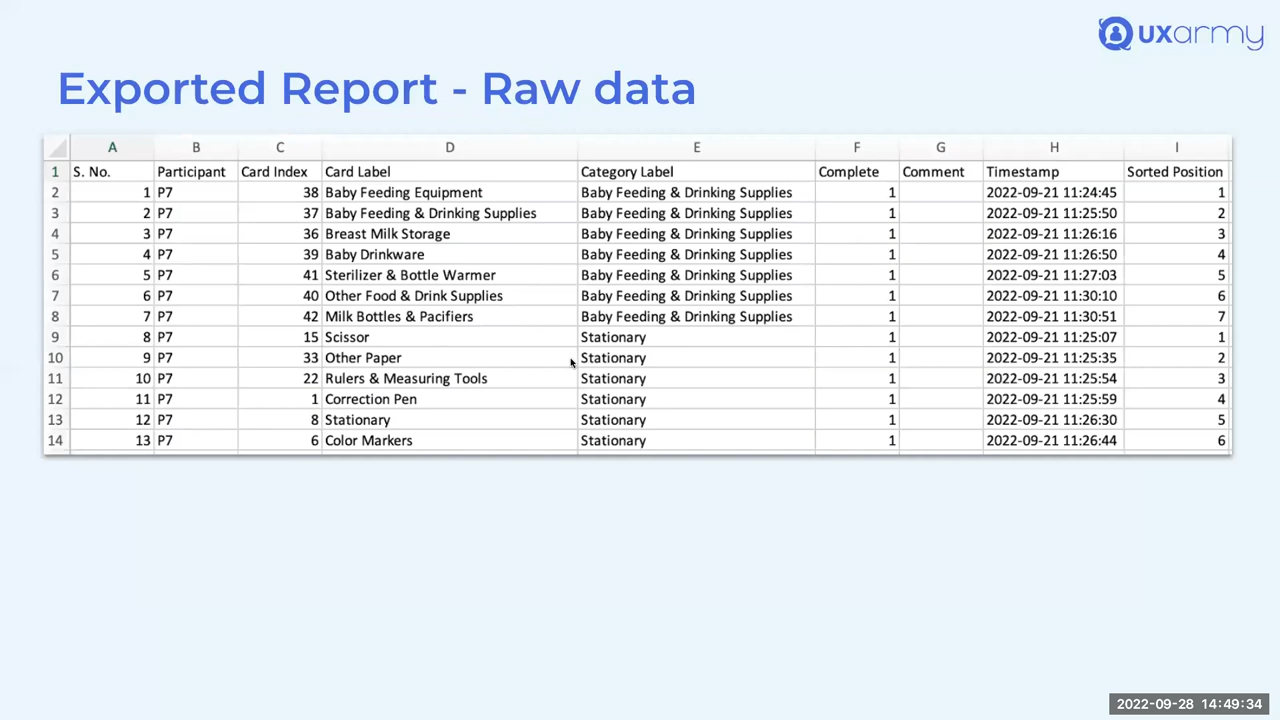 UXarmy
Exported Report - Raw data
A B C D E F G H I
1 S. No. Participant Card Index Card Label Category Label Complete Comment Timestamp Sorted Position
2 1 P7 38 Baby Feeding Equipment Baby Feeding & Drinking Supplies 1 2022-09-21 11:24:45 1
3 2 P7 37 Baby Feeding & Drinking Supplies Baby Feeding & Drinking Supplies 1 2022-09-21 11:25:50 2
4 3 P7 36 Breast Milk Storage Baby Feeding & Drinking Supplies 1 2022-09-21 11:26:16 3
5 4 P7 39 Baby Drinkware Baby Feeding & Drinking Supplies 1 2022-09-21 11:26:50 4
6 5 P7 41 Sterilizer & Bottle Warmer Baby Feeding & Drinking Supplies 1 2022-09-21 11:27:03 5
7 6 P7 40 Other Food & Drink Supplies Baby Feeding & Drinking Supplies 1 2022-09-21 11:30:10 6
8 7 P7 42 Milk Bottles & Pacifiers Baby Feeding & Drinking Supplies 1 2022-09-21 11:30:51 7
9 8 P7 15 Scissor Stationary 1 2022-09-21 11:25:07 1
10 9 P7 33 Other Paper Stationary 1 2022-09-21 11:25:35 2
11 10 P7 22 Rulers & Measuring Tools Stationary 1 2022-09-21 11:25:54 3
12 11 P7 1 Correction Pen Stationary 1 2022-09-21 11:25:59 4
13 12 P7 8 Stationary Stationary 1 2022-09-21 11:26:30 5
14 13 P7 6 Color Markers Stationary 1 2022-09-21 11:26:44 6
2022-09-28 14:49:34